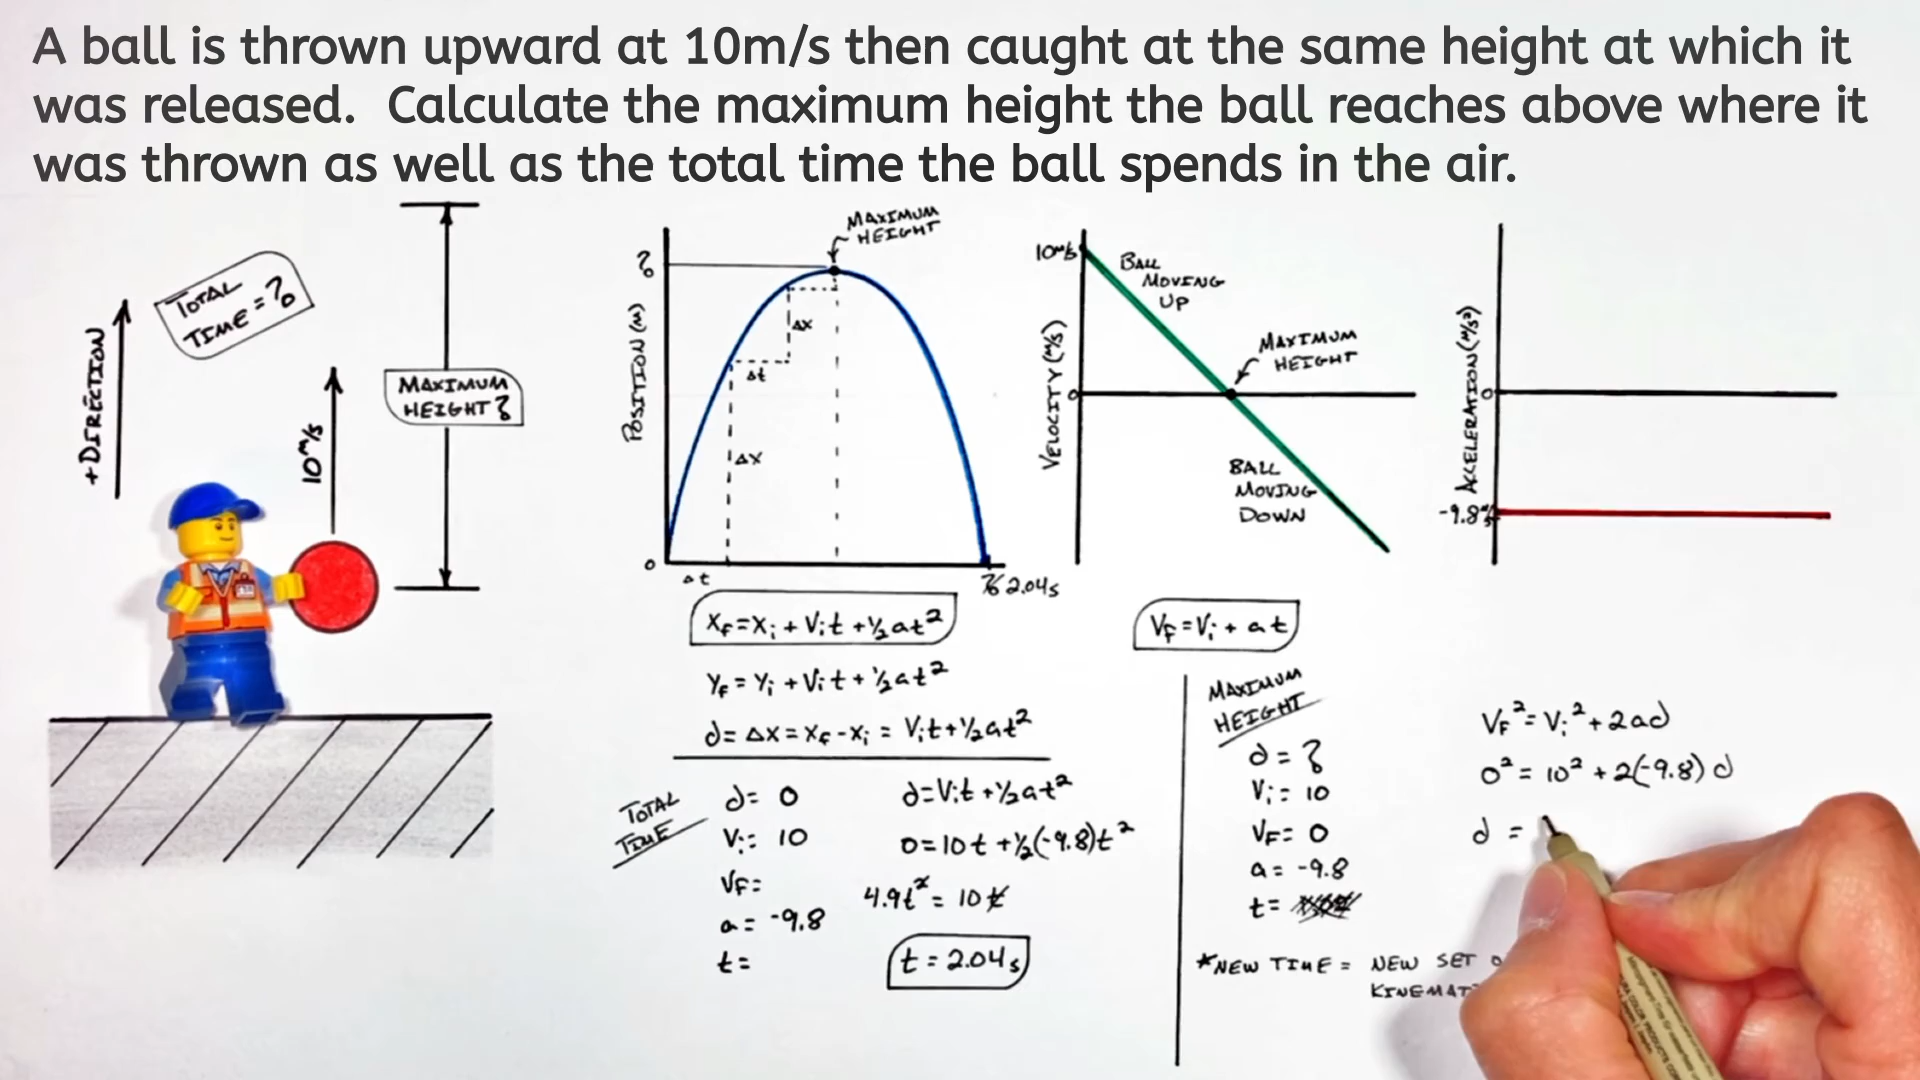 A ball is thrown upward at 10m/s then caught at the same height at which it
was released. Calculate the maximum height the ball reaches above where it
was thrown as well as the total time the ball spends in the air.
+DIRECTION
TOTAL
TIME = ?
10 m/s
MAXIMUM
HEIGHT ?
POSITION (M)
?
0
MAXIMUM
HEIGHT
Δx
Δt
Δx
Δt
2.04s
VELOCITY (M/S)
10 m/s
0
BALL
MOVING
UP
MAXIMUM
HEIGHT
BALL
MOVING
DOWN
ACCELERATION (M/S²)
0
-9.8
Xf = Xi + Vit + ½at²
Yf = Yi + Vit + ½at²
d = Δx = Xf - Xi = Vit + ½at²
TOTAL
TIME
d = 0
Vi = 10
VF =
a = -9.8
t =
d = Vit + ½at²
0 = 10t + ½(-9.8)t²
4.9t² = 10t
t = 2.04s
VF = Vi + at
MAXIMUM
HEIGHT
d = ?
Vi = 10
VF = 0
a = -9.8
t =
*NEW TIME = NEW SET
VF² = Vi² + 2ad
0² = 10² + 2(-9.8)d
d =